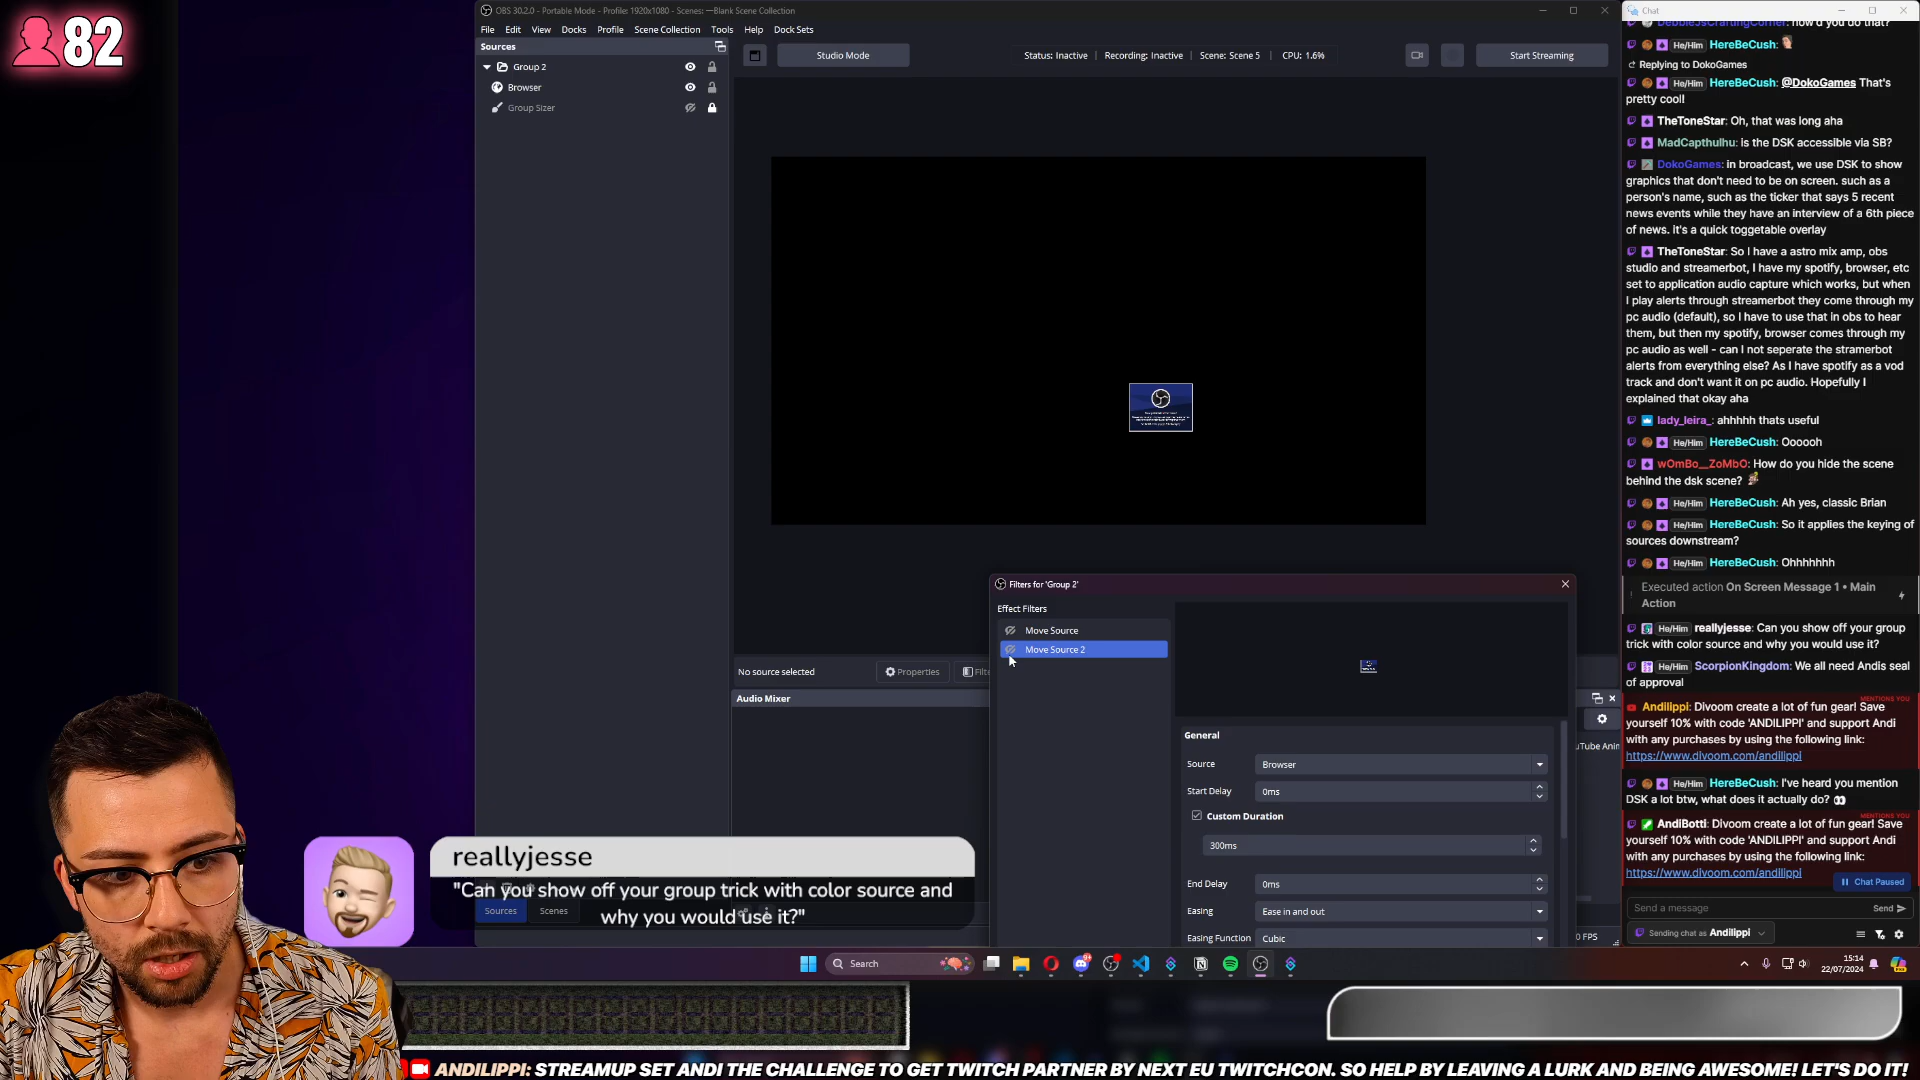 82
OBS 30.2.0 - Portable Mode - Profile: 1920x1080 - Scenes: —Blank Scene Collection
File Edit View Docks Profile Scene Collection Tools Help Dock Sets
Sources
Group 2
Browser
Group Sizer
Studio Mode
Status: Inactive Recording: Inactive Scene: Scene 5 CPU: 1.6%
Start Streaming
No source selected
Properties
Audio Mixer
Filters for 'Group 2'
Effect Filters
Move Source
Move Source 2
General
Source Browser
Start Delay 0ms
Custom Duration
300ms
End Delay 0ms
Easing Ease in and out
Easing Function Cubic
Sources Scenes
reallyjesse
"Can you show off your group trick with color source and
why you would use it?"
Search
15:14
22/07/2024
Chat
DebbieJsCraftingCorner: how'd you do that?
He/Him HereBeCush:
Replying to DokoGames
He/Him HereBeCush: @DokoGames That's
pretty cool!
TheToneStar: Oh, that was long aha
MadCapthulhu: is the DSK accessible via SB?
DokoGames: in broadcast, we use DSK to show
graphics that don't need to be on screen. such as a
person's name, such as the ticker that says 5 recent
news events while they have an interview of a 6th piece
of news. it's a quick toggetable overlay
TheToneStar: So I have a astro mix amp, obs
studio and streamerbot, I have my spotify, browser, etc
set to application audio capture which works, but when
I play alerts through streamerbot they come through my
pc audio (default), so I have to use that in obs to hear
them, but then my spotify, browser comes through my
pc audio as well - can I not seperate the stramerbot
alerts from everything else? As I have spotify as a vod
track and don't want it on pc audio. Hopefully I
explained that okay aha
lady_leira_: ahhhhh thats useful
He/Him HereBeCush: Oooooh
wOmBo__ZoMbO: How do you hide the scene
behind the dsk scene?
He/Him HereBeCush: Ah yes, classic Brian
He/Him HereBeCush: So it applies the keying of
sources downstream?
He/Him HereBeCush: Ohhhhhhh
Executed action On Screen Message 1 • Main
Action
He/Him reallyjesse: Can you show off your group
trick with color source and why you would use it?
He/Him ScorpionKingdom: We all need Andis seal
of approval
MENTIONS YOU
Andilippi: Divoom create a lot of fun gear! Save
yourself 10% with code 'ANDILIPPI' and support Andi
with any purchases by using the following link:
https://www.divoom.com/andilippi
He/Him HereBeCush: I've heard you mention
DSK a lot btw, what does it actually do?
MENTIONS YOU
AndiBotti: Divoom create a lot of fun gear! Save
yourself 10% with code 'ANDILIPPI' and support Andi
with any purchases by using the following link:
https://www.divoom.com/andilippi
Chat Paused
Send a message
Send
Sending chat as Andilippi
ANDILIPPI: STREAMUP SET ANDI THE CHALLENGE TO GET TWITCH PARTNER BY NEXT EU TWITCHCON. SO HELP BY LEAVING A LURK AND BEING AWESOME! LET'S DO IT!